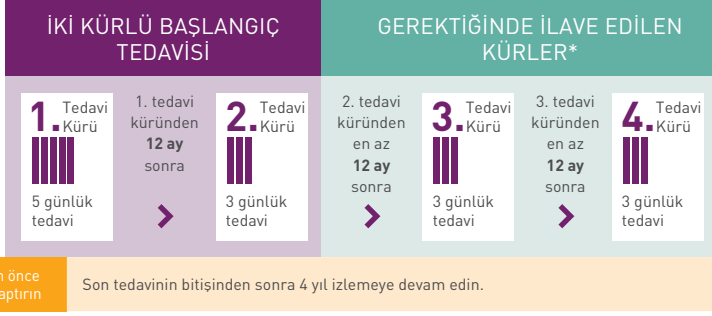 İKİ KÜRLÜ BAŞLANGIÇ
TEDAVİSİ
GEREKTİĞİNDE İLAVE EDİLEN
KÜRLER*
1. Tedavi
Kürü
5 günlük
tedavi
1. tedavi
küründen
12 ay
sonra
2. Tedavi
Kürü
3 günlük
tedavi
2. tedavi
küründen
en az
12 ay
sonra
3. Tedavi
Kürü
3 günlük
tedavi
3. tedavi
küründen
en az
12 ay
sonra
4. Tedavi
Kürü
3 günlük
tedavi
önce
Son tedavinin bitişinden sonra 4 yıl izlemeye devam edin.